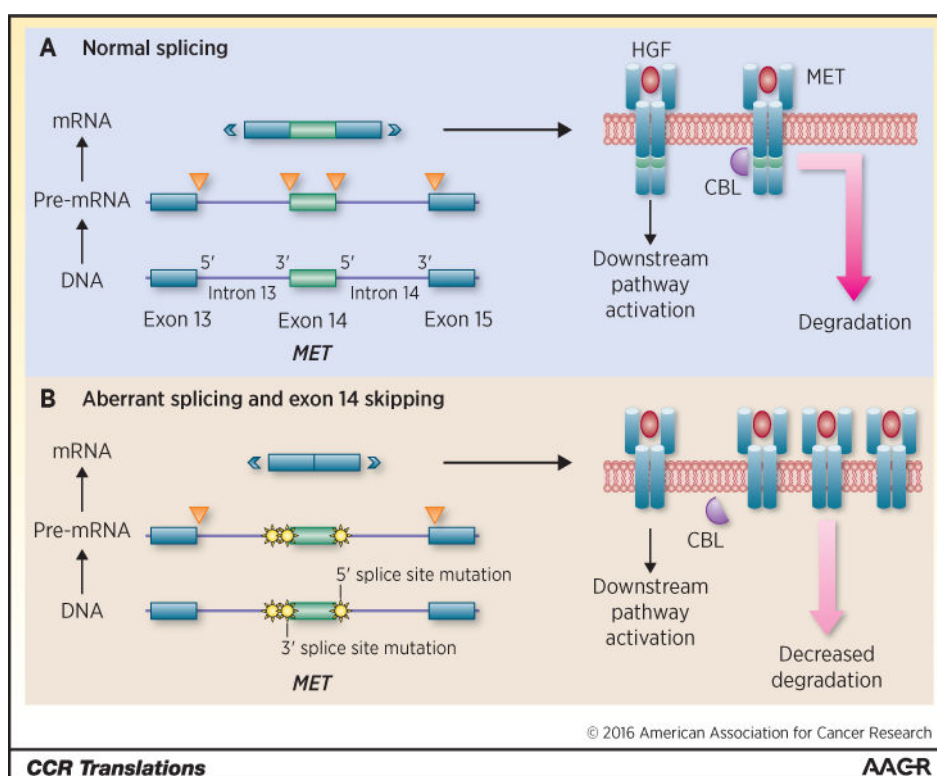 A Normal splicing
HGF
MET
mRNA
CBL
Pre-mRNA
5' 3' 5' 3'
DNA
Intron 13 Intron 14
Exon 13 Exon 14 Exon 15
MET
Downstream
pathway
activation
Degradation
B Aberrant splicing and exon 14 skipping
mRNA
Pre-mRNA
CBL
5' splice site mutation
DNA
3' splice site mutation
MET
Downstream
pathway
activation
Decreased
degradation
© 2016 American Association for Cancer Research
CCR Translations
AACR